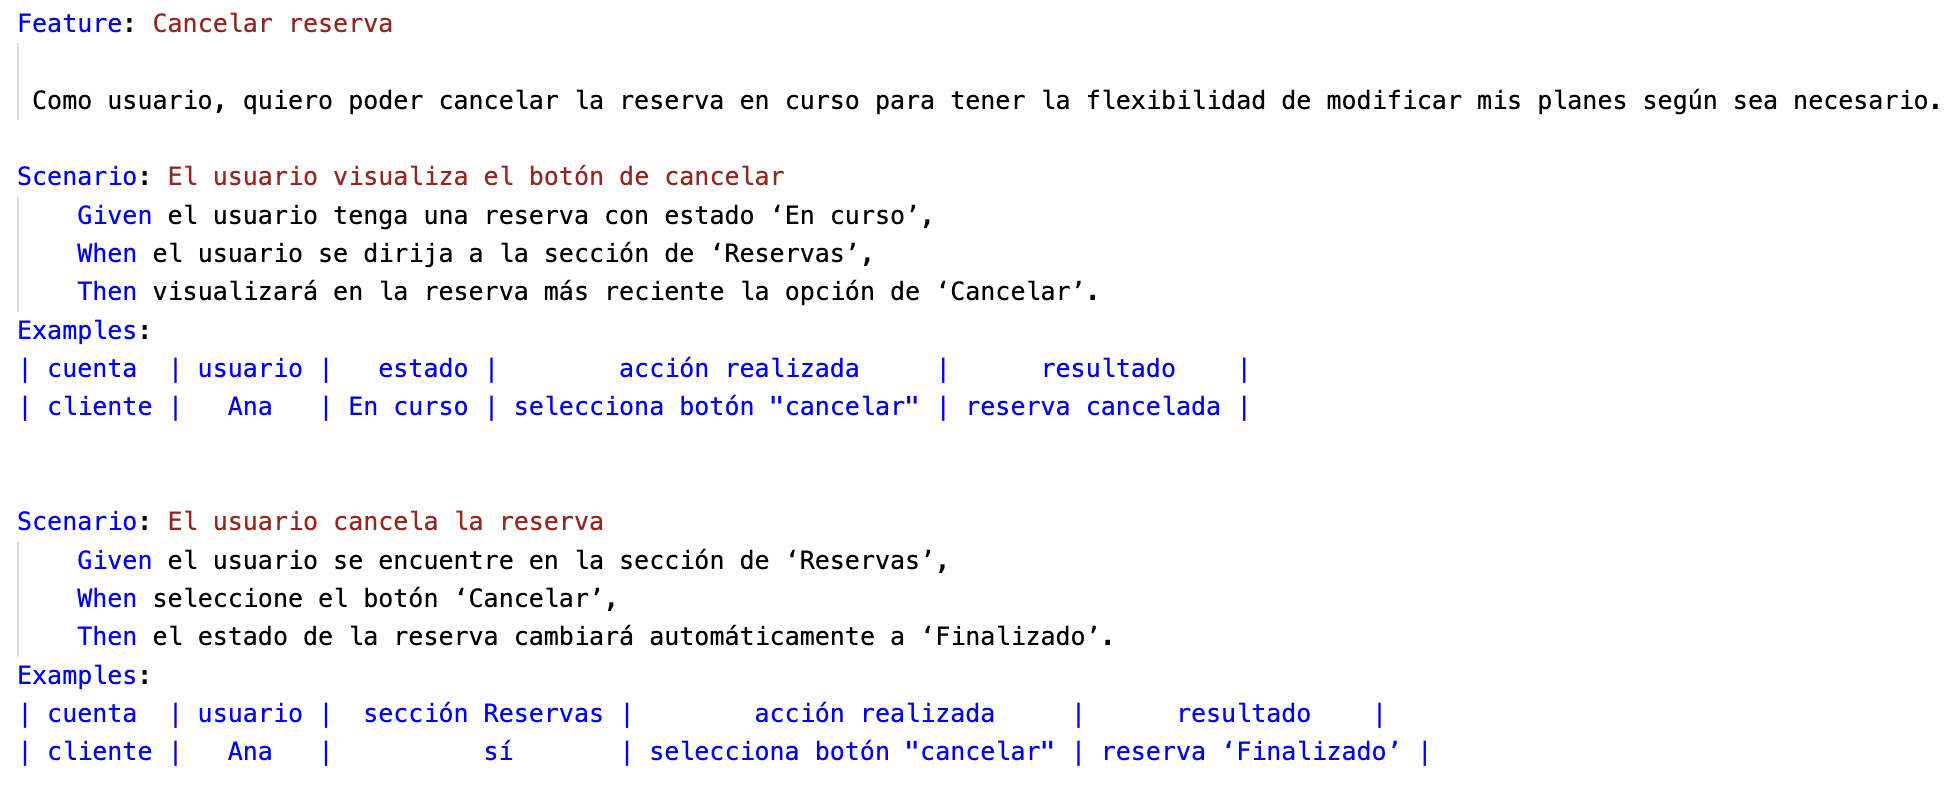 Feature: Cancelar reserva
Como usuario, quiero poder cancelar la reserva en curso para tener la flexibilidad de modificar mis planes según sea necesario.
Scenario: El usuario visualiza el botón de cancelar
Given el usuario tenga una reserva con estado ‘En curso’,
When el usuario se dirija a la sección de ‘Reservas’,
Then visualizará en la reserva más reciente la opción de ‘Cancelar’.
Examples:
| cuenta | usuario | estado | acción realizada | resultado |
| cliente | Ana | En curso | selecciona botón "cancelar" | reserva cancelada |
Scenario: El usuario cancela la reserva
Given el usuario se encuentre en la sección de ‘Reservas’,
When seleccione el botón ‘Cancelar’,
Then el estado de la reserva cambiará automáticamente a ‘Finalizado’.
Examples:
| cuenta | usuario | sección Reservas | acción realizada | resultado |
| cliente | Ana | sí | selecciona botón "cancelar" | reserva ‘Finalizado’ |